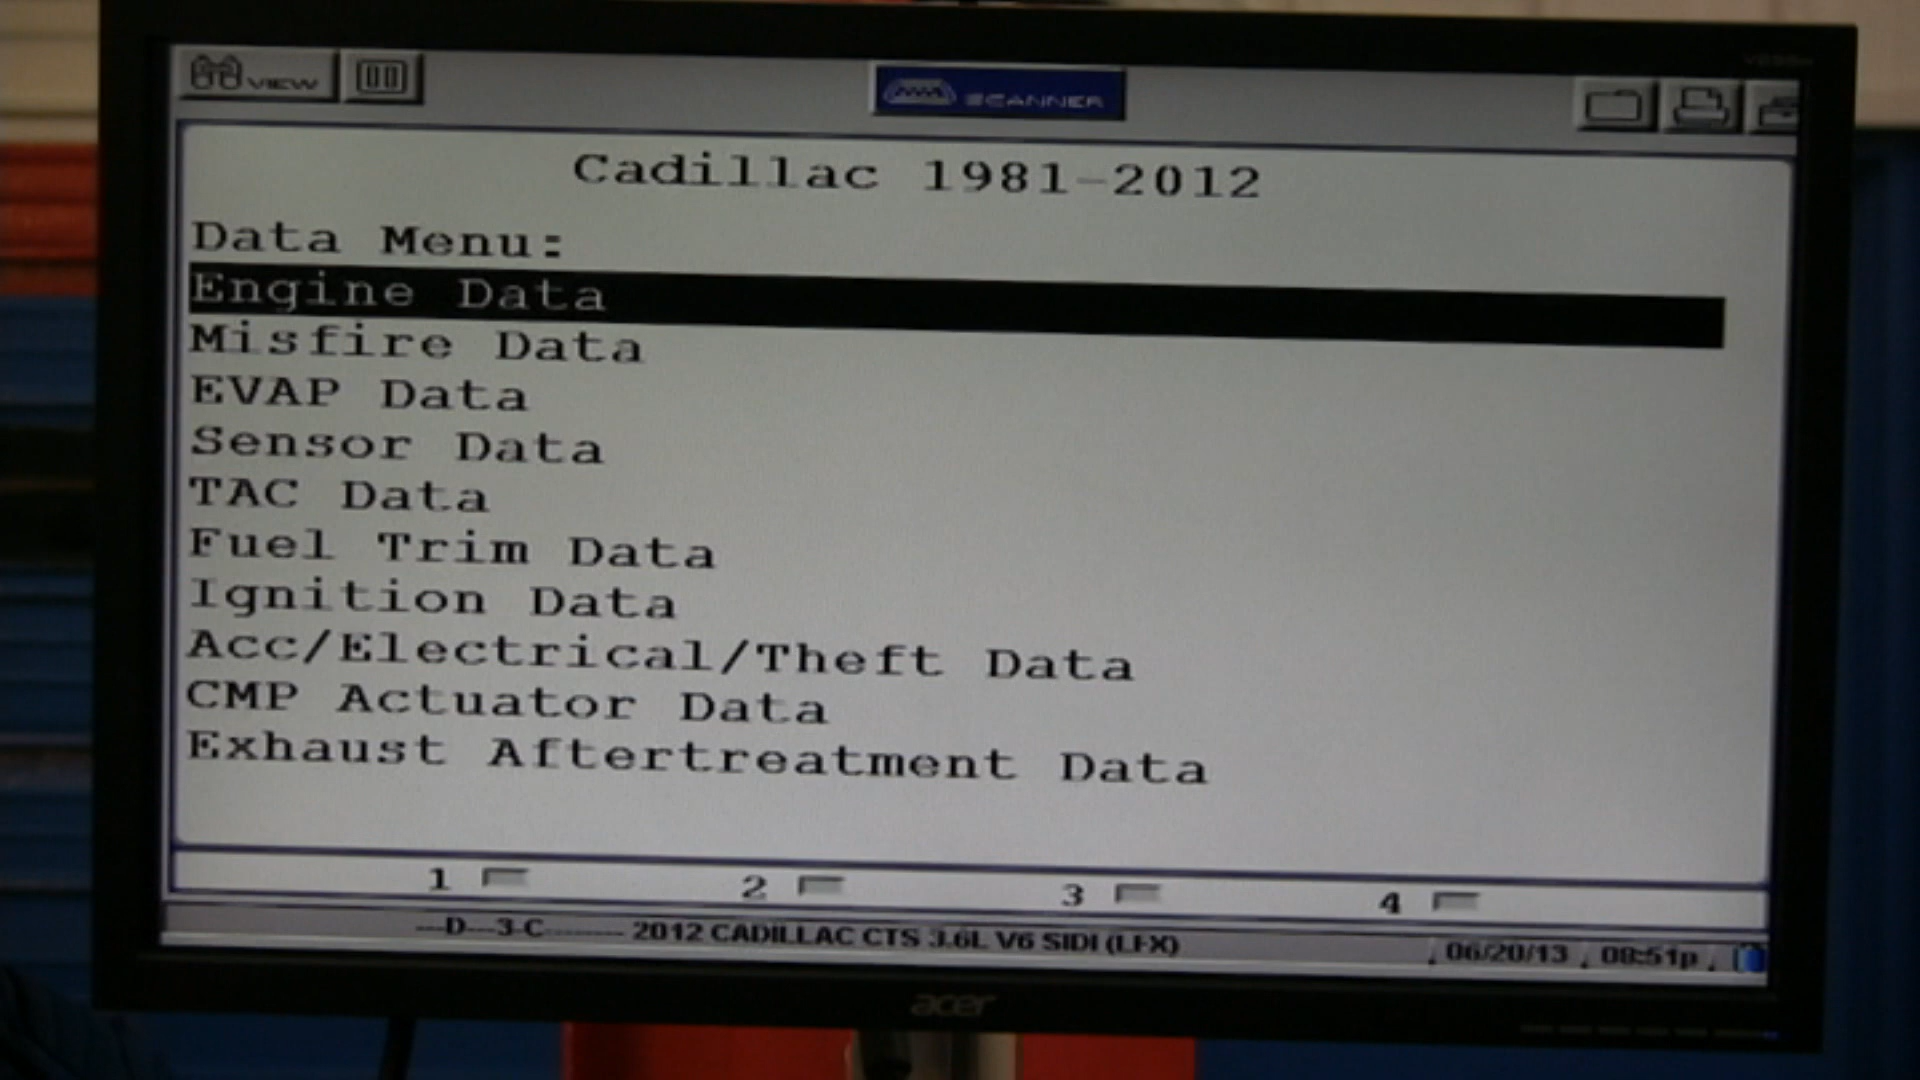 VIEW
SCANNER
Cadillac 1981-2012
Data Menu:
Engine Data
Misfire Data
EVAP Data
Sensor Data
TAC Data
Fuel Trim Data
Ignition Data
Acc/Electrical/Theft Data
CMP Actuator Data
Exhaust Aftertreatment Data
1 2 3 4
---D---3-C-------- 2012 CADILLAC CTS 3.6L V6 SIDI (LFX) 06/20/13 08:51p
acer